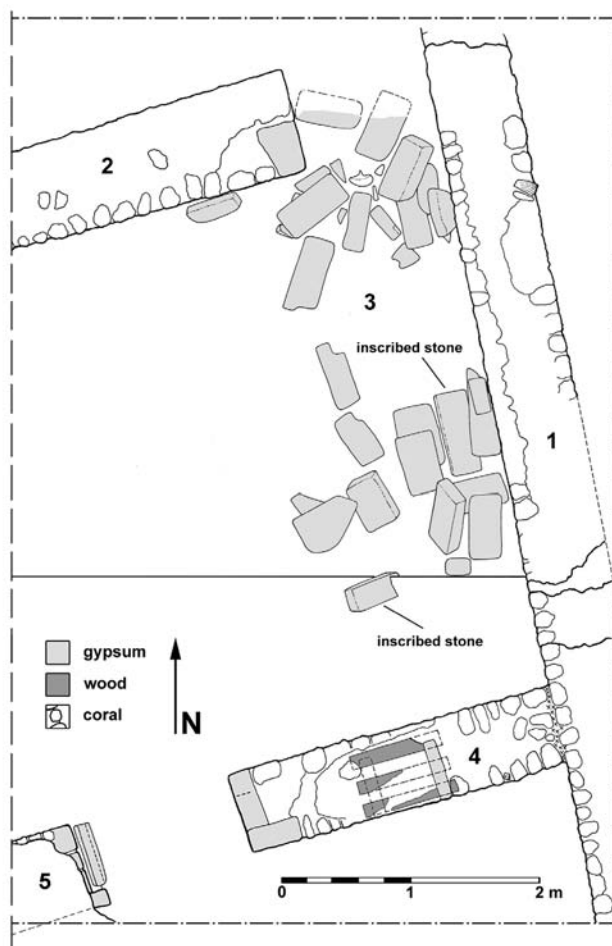 2
3
inscribed stone
1
inscribed stone
gypsum
wood
coral
N
4
5
0 1 2 m